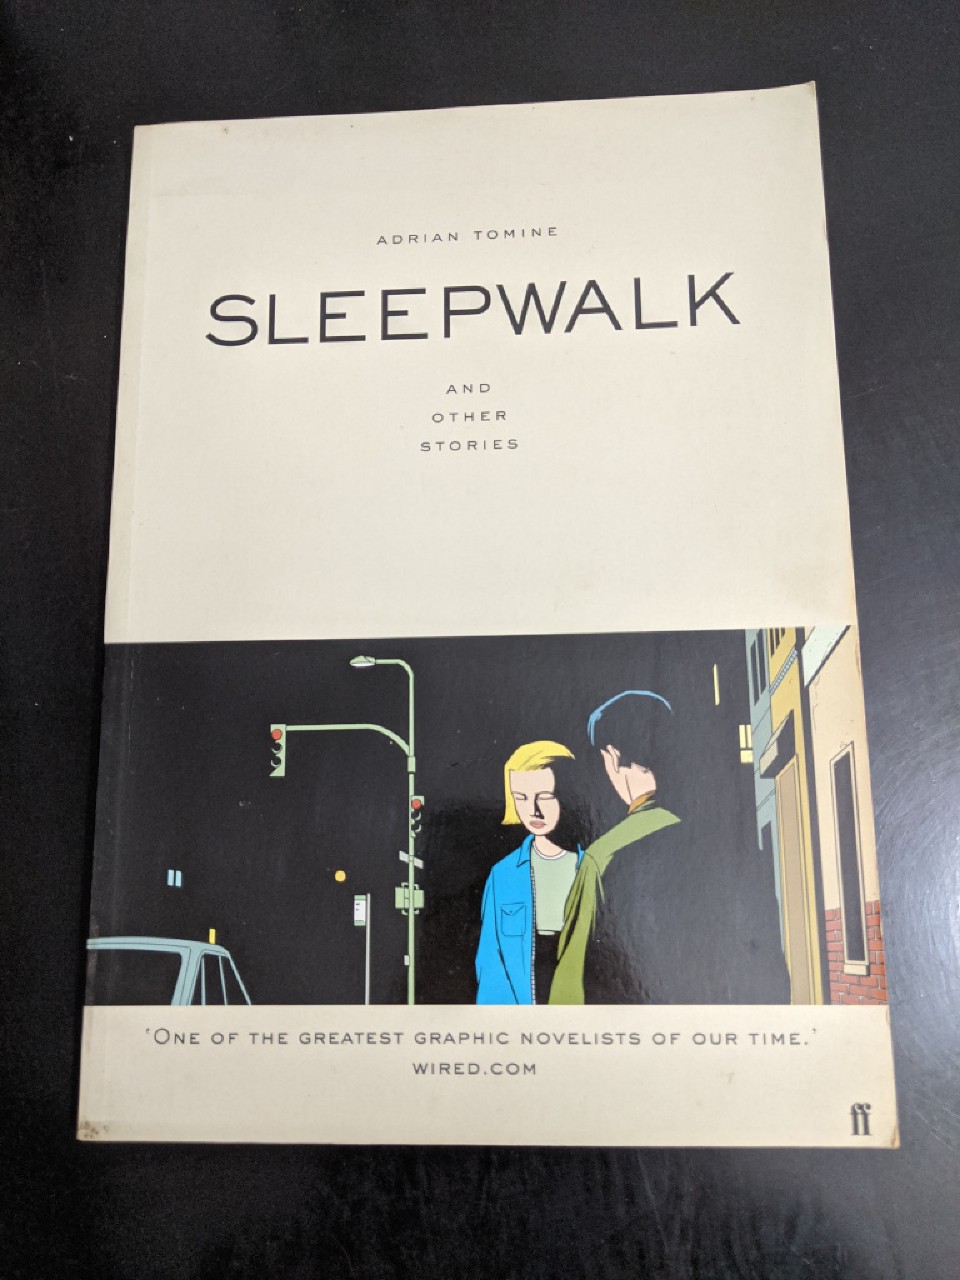 ADRIAN TOMINE
SLEEPWALK
AND
OTHER
STORIES
'ONE OF THE GREATEST GRAPHIC NOVELISTS OF OUR TIME.'
WIRED.COM
ff